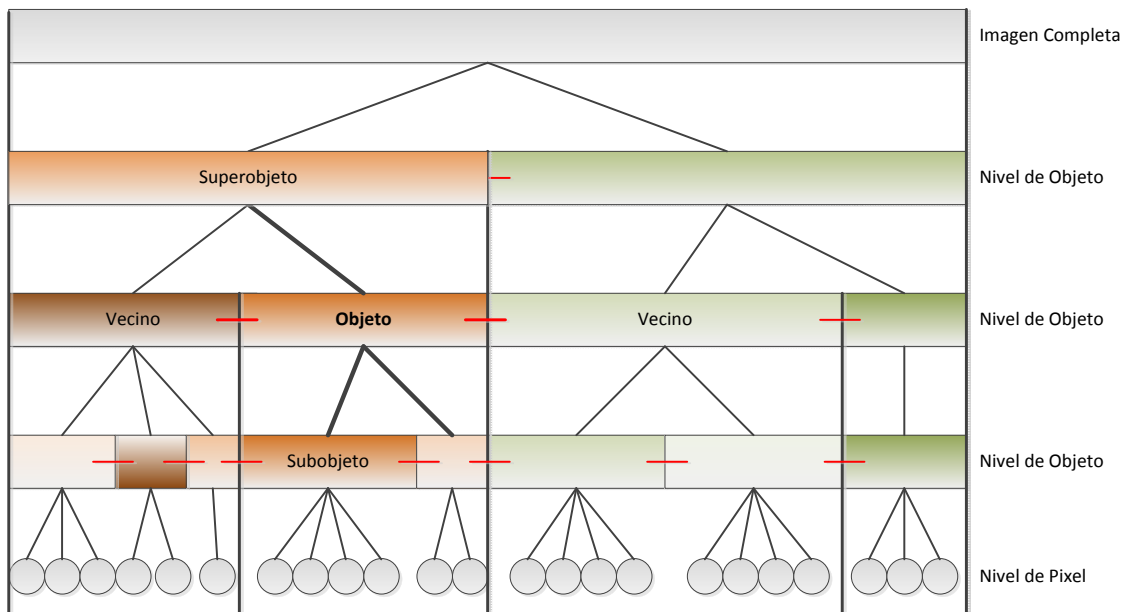 Imagen Completa
Superobjeto
Nivel de Objeto
Vecino
Objeto
Vecino
Nivel de Objeto
Subobjeto
Nivel de Objeto
Nivel de Pixel